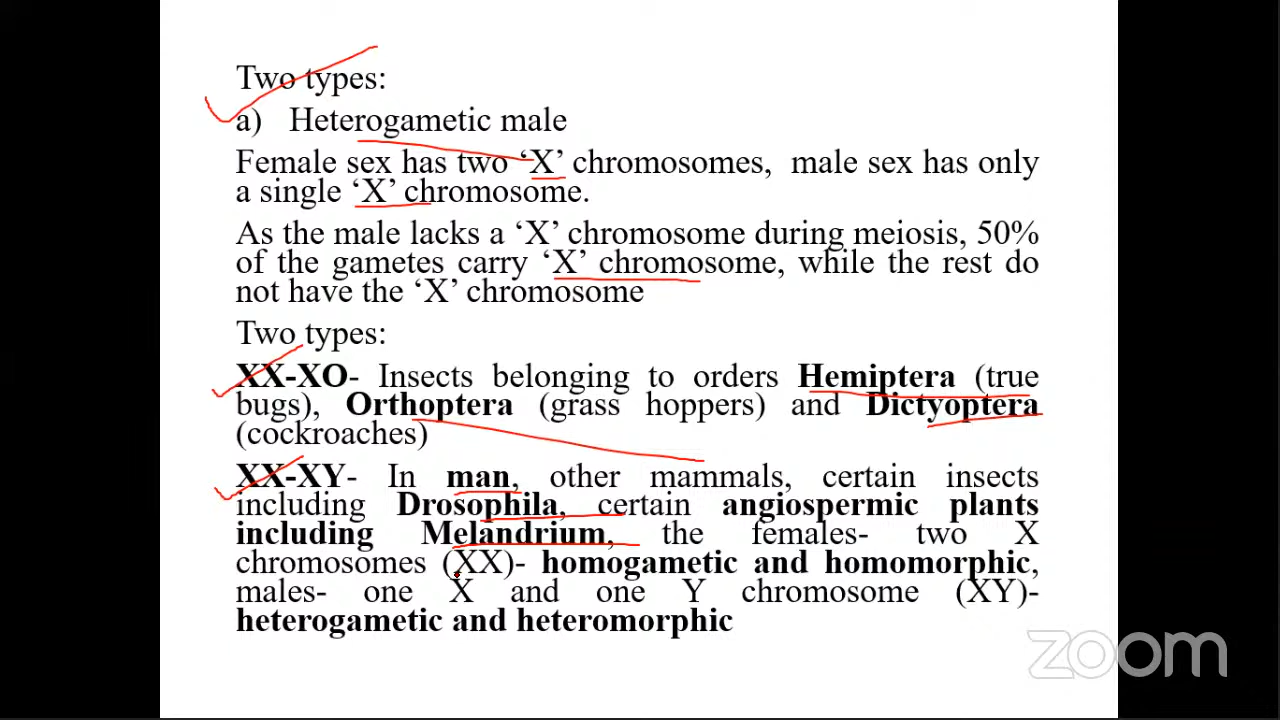 Two types:
a) Heterogametic male
Female sex has two ‘X’ chromosomes, male sex has only
a single ‘X’ chromosome.
As the male lacks a ‘X’ chromosome during meiosis, 50%
of the gametes carry ‘X’ chromosome, while the rest do
not have the ‘X’ chromosome
Two types:
XX-XO- Insects belonging to orders Hemiptera (true
bugs), Orthoptera (grass hoppers) and Dictyoptera
(cockroaches)
XX-XY- In man, other mammals, certain insects
including Drosophila, certain angiospermic plants
including Melandrium, the females- two X
chromosomes (XX)- homogametic and homomorphic,
males- one X and one Y chromosome (XY)-
heterogametic and heteromorphic
zoom